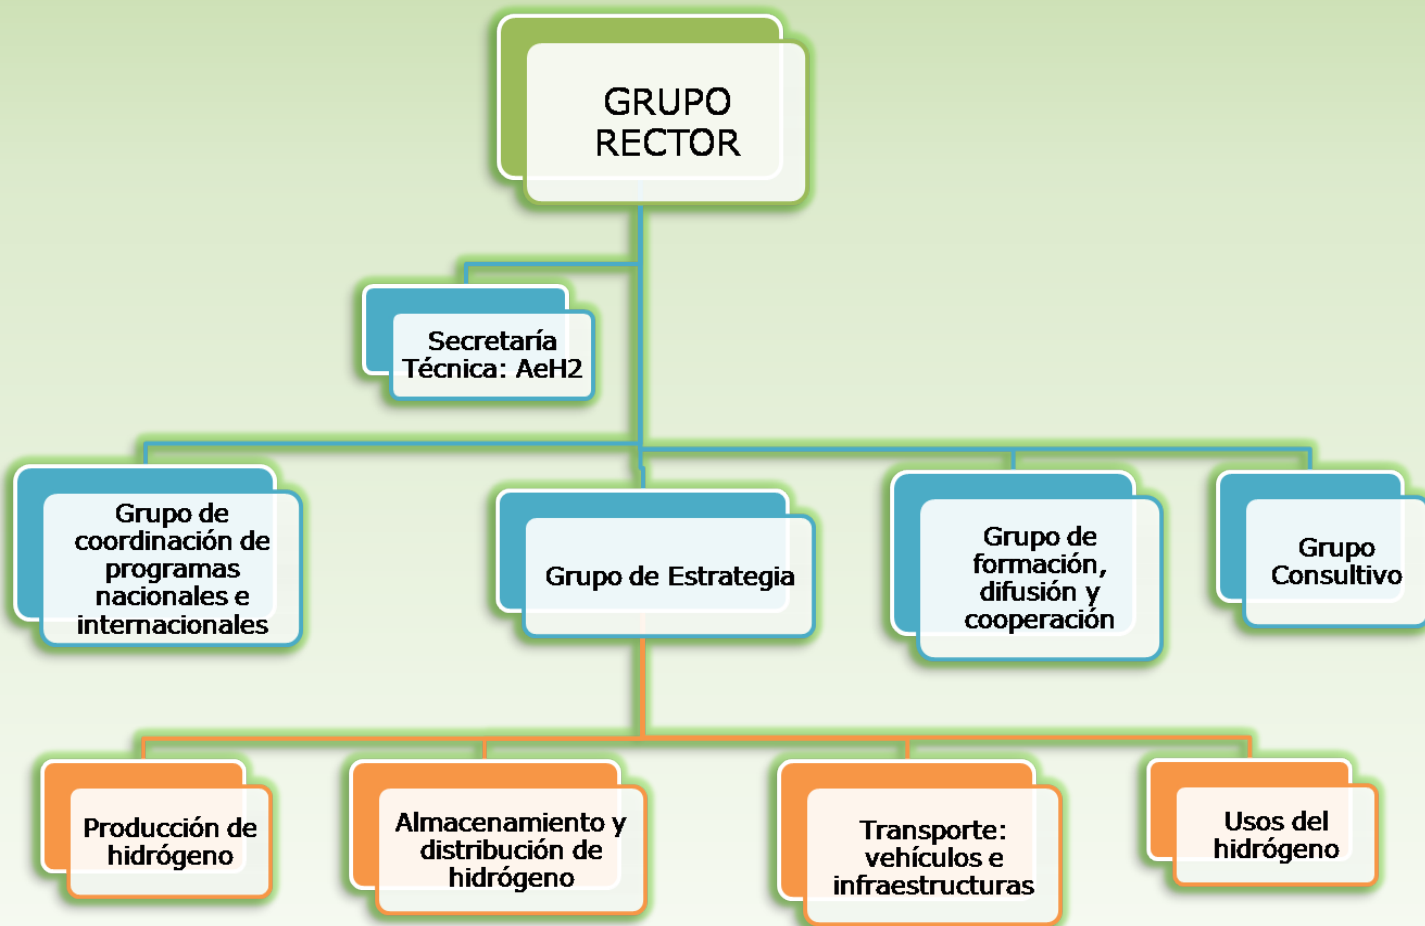 GRUPO
RECTOR
Secretaría
Técnica: AeH2
Grupo de
coordinación de
programas
nacionales e
internacionales
Grupo de Estrategia
Grupo de
formación,
difusión y
cooperación
Grupo
Consultivo
Producción de
hidrógeno
Almacenamiento y
distribución de
hidrógeno
Transporte:
vehículos e
infraestructuras
Usos del
hidrógeno